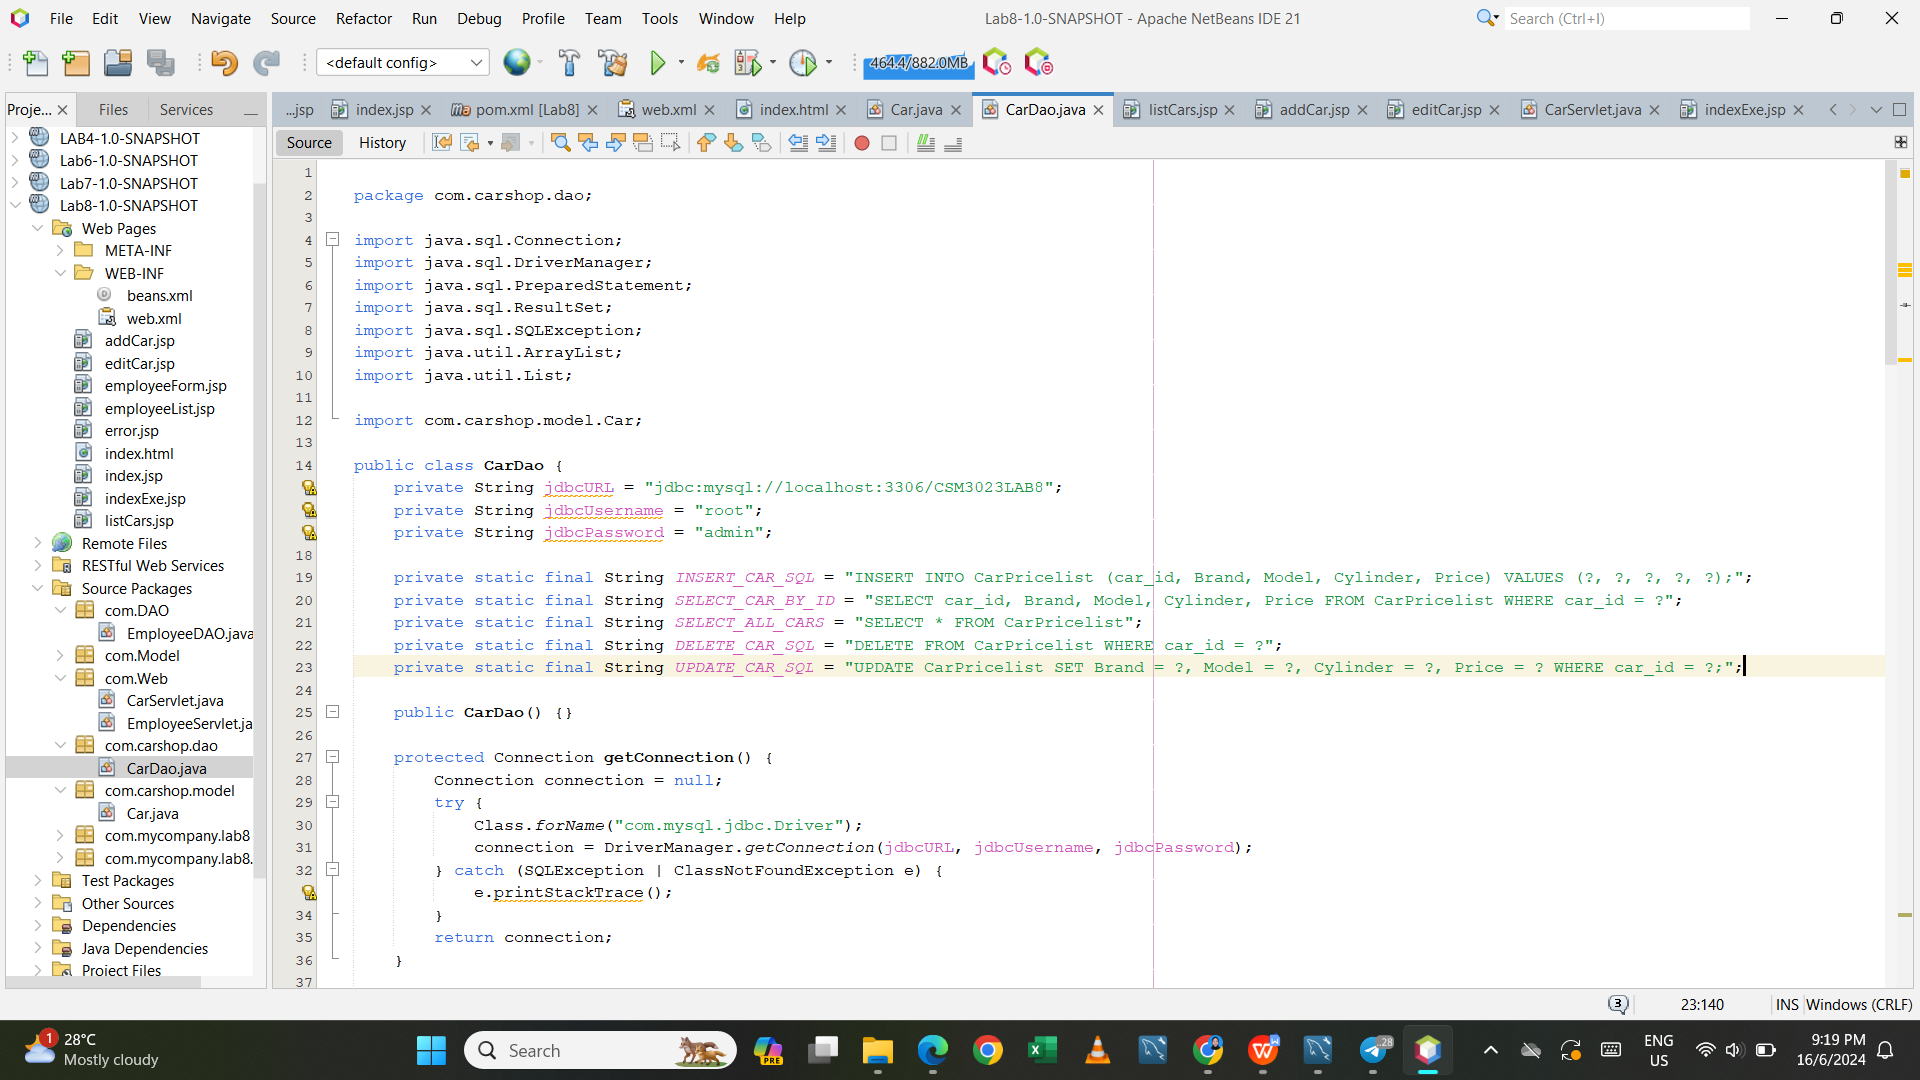 File Edit View Navigate Source Refactor Run Debug Profile Team Tools Window Help
Lab8-1.0-SNAPSHOT - Apache NetBeans IDE 21
Search (Ctrl+I)
<default config>
464.4/882.0MB
Proje...
Files
Services
...jsp
index.jsp
pom.xml [Lab8]
web.xml
index.html
Car.java
CarDao.java
listCars.jsp
addCar.jsp
editCar.jsp
CarServlet.java
indexExe.jsp
Source
History
LAB4-1.0-SNAPSHOT
Lab6-1.0-SNAPSHOT
Lab7-1.0-SNAPSHOT
Lab8-1.0-SNAPSHOT
Web Pages
META-INF
WEB-INF
beans.xml
web.xml
addCar.jsp
editCar.jsp
employeeForm.jsp
employeeList.jsp
error.jsp
index.html
index.jsp
indexExe.jsp
listCars.jsp
Remote Files
RESTful Web Services
Source Packages
com.DAO
EmployeeDAO.java
com.Model
com.Web
CarServlet.java
EmployeeServlet.ja
com.carshop.dao
CarDao.java
com.carshop.model
Car.java
com.mycompany.lab8
com.mycompany.lab8.
Test Packages
Other Sources
Dependencies
Java Dependencies
Project Files
1
2 package com.carshop.dao;
3
4 import java.sql.Connection;
5 import java.sql.DriverManager;
6 import java.sql.PreparedStatement;
7 import java.sql.ResultSet;
8 import java.sql.SQLException;
9 import java.util.ArrayList;
10 import java.util.List;
11
12 import com.carshop.model.Car;
13
14 public class CarDao {
private String jdbcURL = "jdbc:mysql://localhost:3306/CSM3023LAB8";
private String jdbcUsername = "root";
private String jdbcPassword = "admin";
18
19 private static final String INSERT_CAR_SQL = "INSERT INTO CarPricelist (car_id, Brand, Model, Cylinder, Price) VALUES (?, ?, ?, ?, ?);";
20 private static final String SELECT_CAR_BY_ID = "SELECT car_id, Brand, Model, Cylinder, Price FROM CarPricelist WHERE car_id = ?";
21 private static final String SELECT_ALL_CARS = "SELECT * FROM CarPricelist";
22 private static final String DELETE_CAR_SQL = "DELETE FROM CarPricelist WHERE car_id = ?";
23 private static final String UPDATE_CAR_SQL = "UPDATE CarPricelist SET Brand = ?, Model = ?, Cylinder = ?, Price = ? WHERE car_id = ?;";
24
25 public CarDao() {}
26
27 protected Connection getConnection() {
28 Connection connection = null;
29 try {
30 Class.forName("com.mysql.jdbc.Driver");
31 connection = DriverManager.getConnection(jdbcURL, jdbcUsername, jdbcPassword);
32 } catch (SQLException | ClassNotFoundException e) {
e.printStackTrace();
34 }
35 return connection;
36 }
37
3
23:140
INS
Windows (CRLF)
1
28°C
Mostly cloudy
Search
PRE
28
ENG
US
9:19 PM
16/6/2024